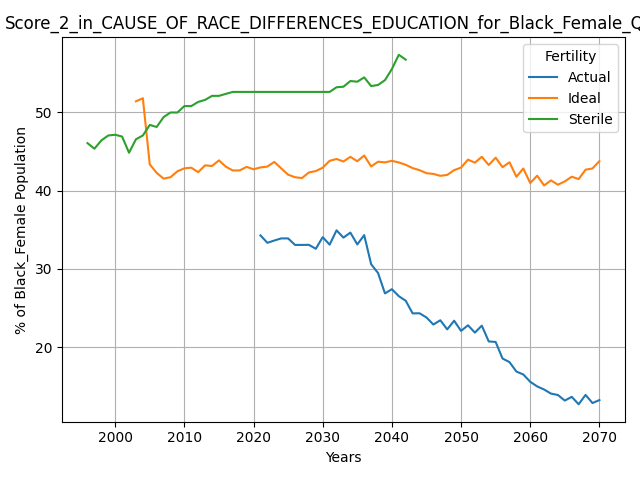 Score_2_in_CAUSE_OF_RACE_DIFFERENCES_EDUCATION_for_Black_Female_Q
Fertility
Actual
Ideal
Sterile
% of Black_Female Population
50
40
30
20
2000 2010 2020 2030 2040 2050 2060 2070
Years